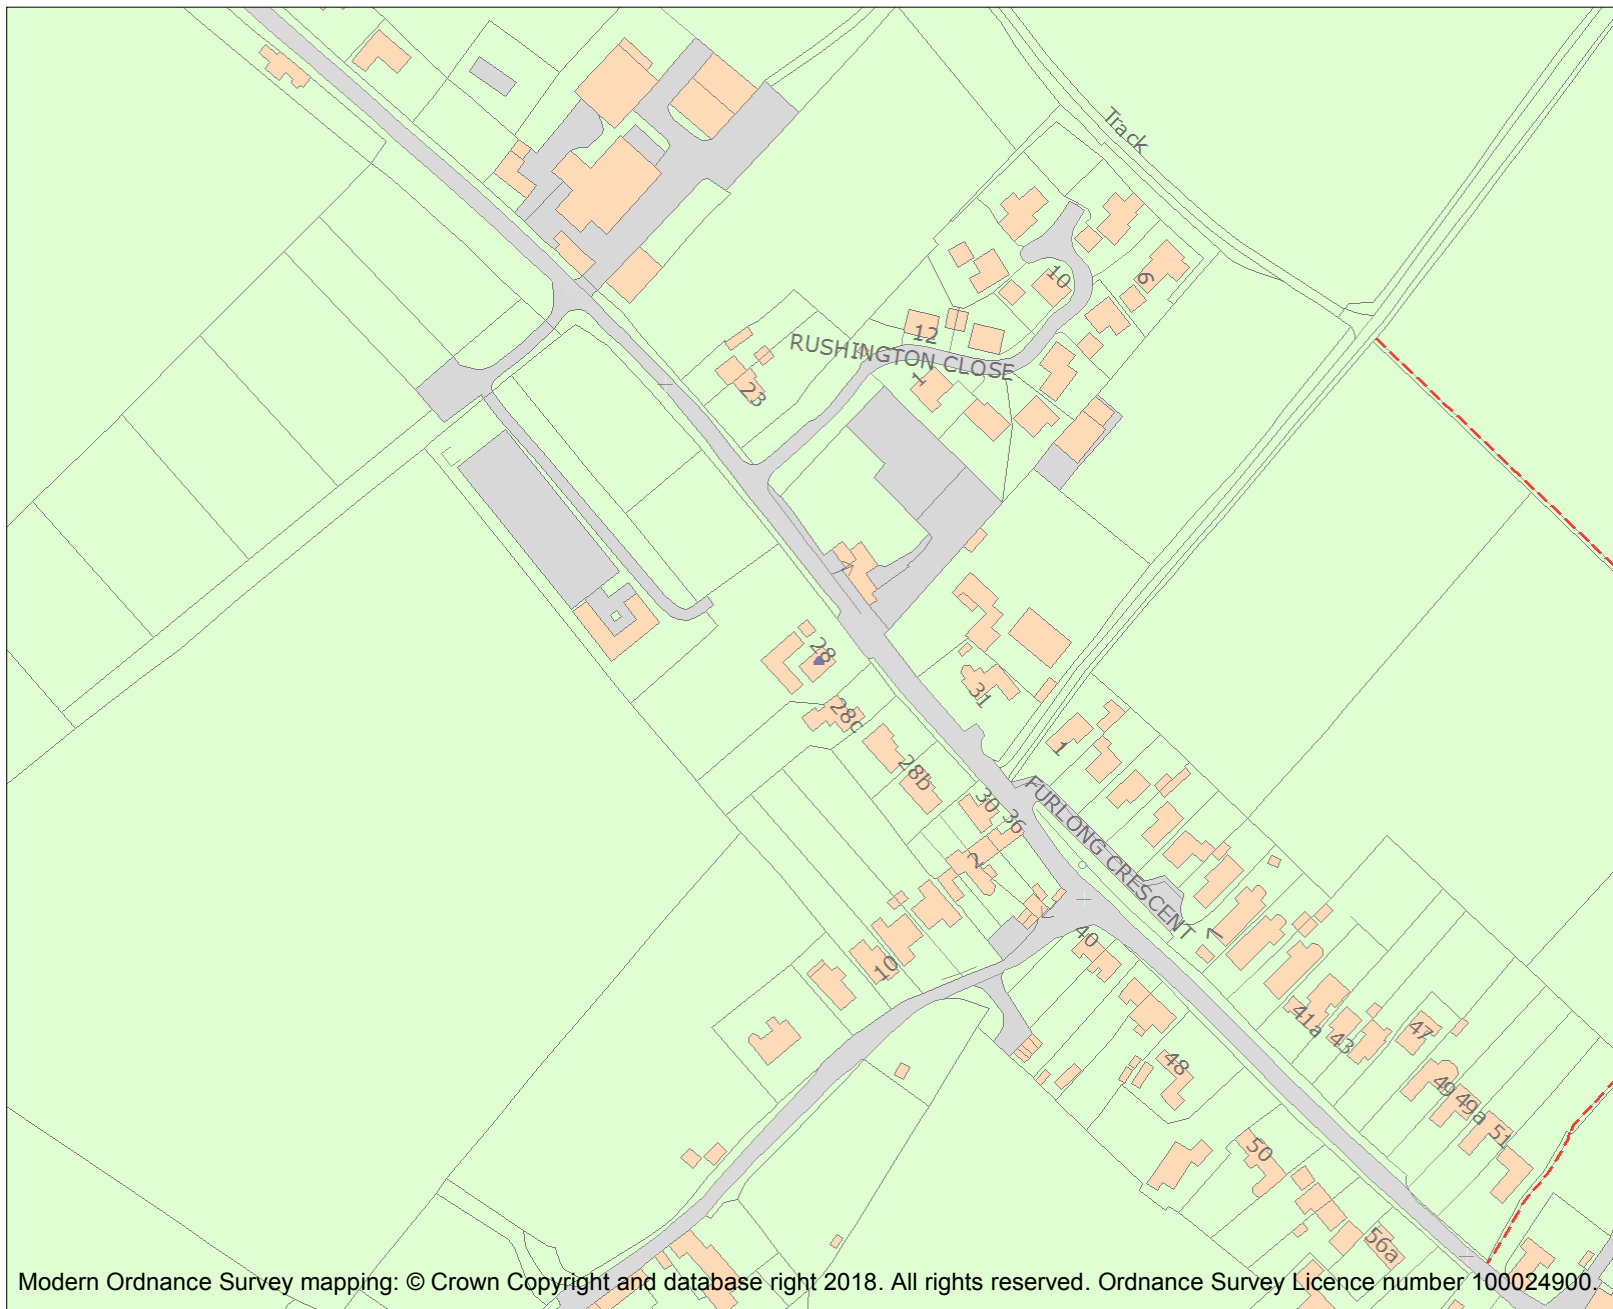 Track
10
6
12
RUSHINGTON CLOSE
1
23
28
31
28c
1
28b
30
36
FURLONG CRESCENT
2
7
40
10
41a
43
47
48
49
49a
51
50
56a
Modern Ordnance Survey mapping: © Crown Copyright and database right 2018. All rights reserved. Ordnance Survey Licence number 100024900.